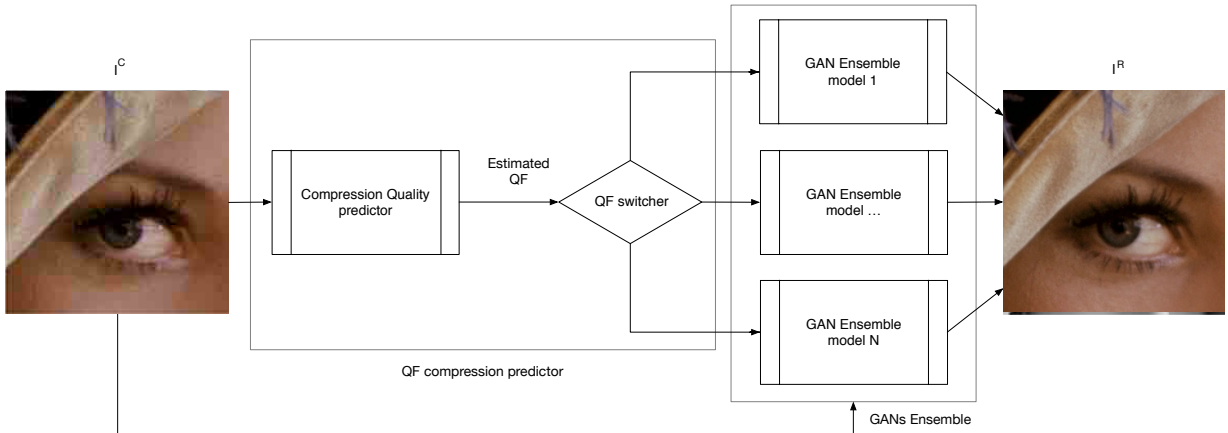 I^C
Compression Quality
predictor
Estimated
QF
QF switcher
QF compression predictor
GAN Ensemble
model 1
GAN Ensemble
model ...
GAN Ensemble
model N
GANs Ensemble
I^R